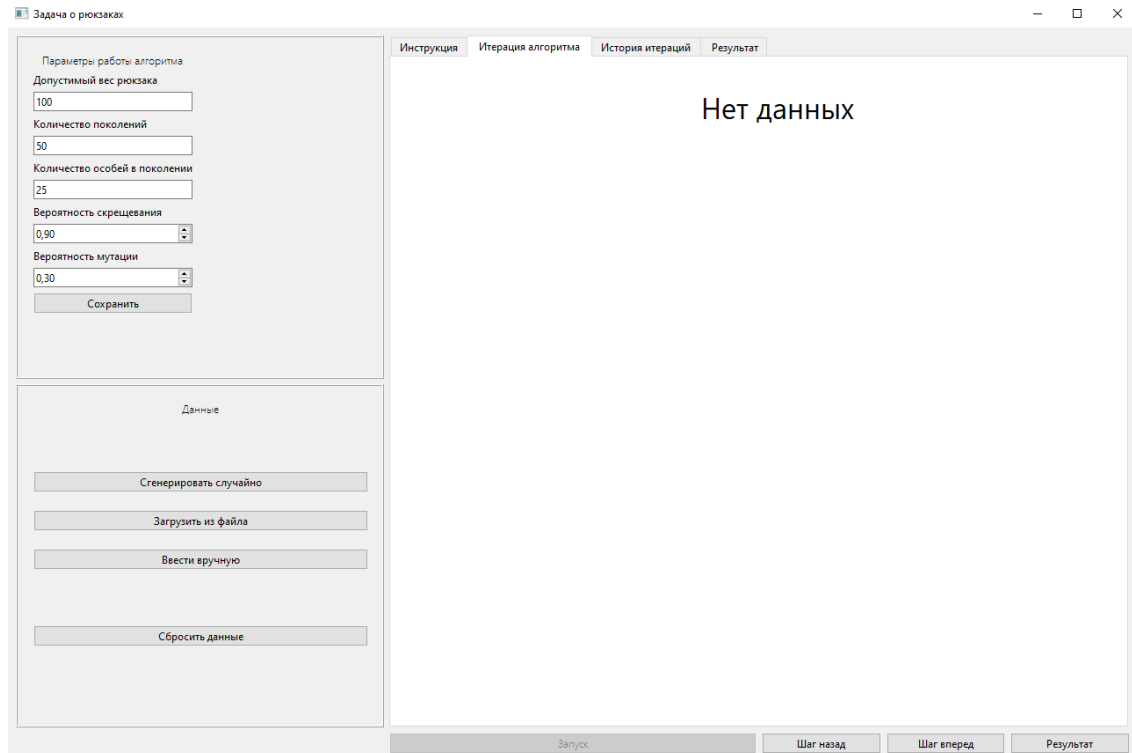 Задача о рюкзаках
Параметры работы алгоритма
Допустимый вес рюкзака
100
Количество поколений
50
Количество особей в поколении
25
Вероятность скрещевания
0,90
Вероятность мутации
0,30
Сохранить
Данные
Сгенерировать случайно
Загрузить из файла
Ввести вручную
Сбросить данные
Инструкция Итерация алгоритма История итераций Результат
Нет данных
Запуск Шаг назад Шаг вперед Результат